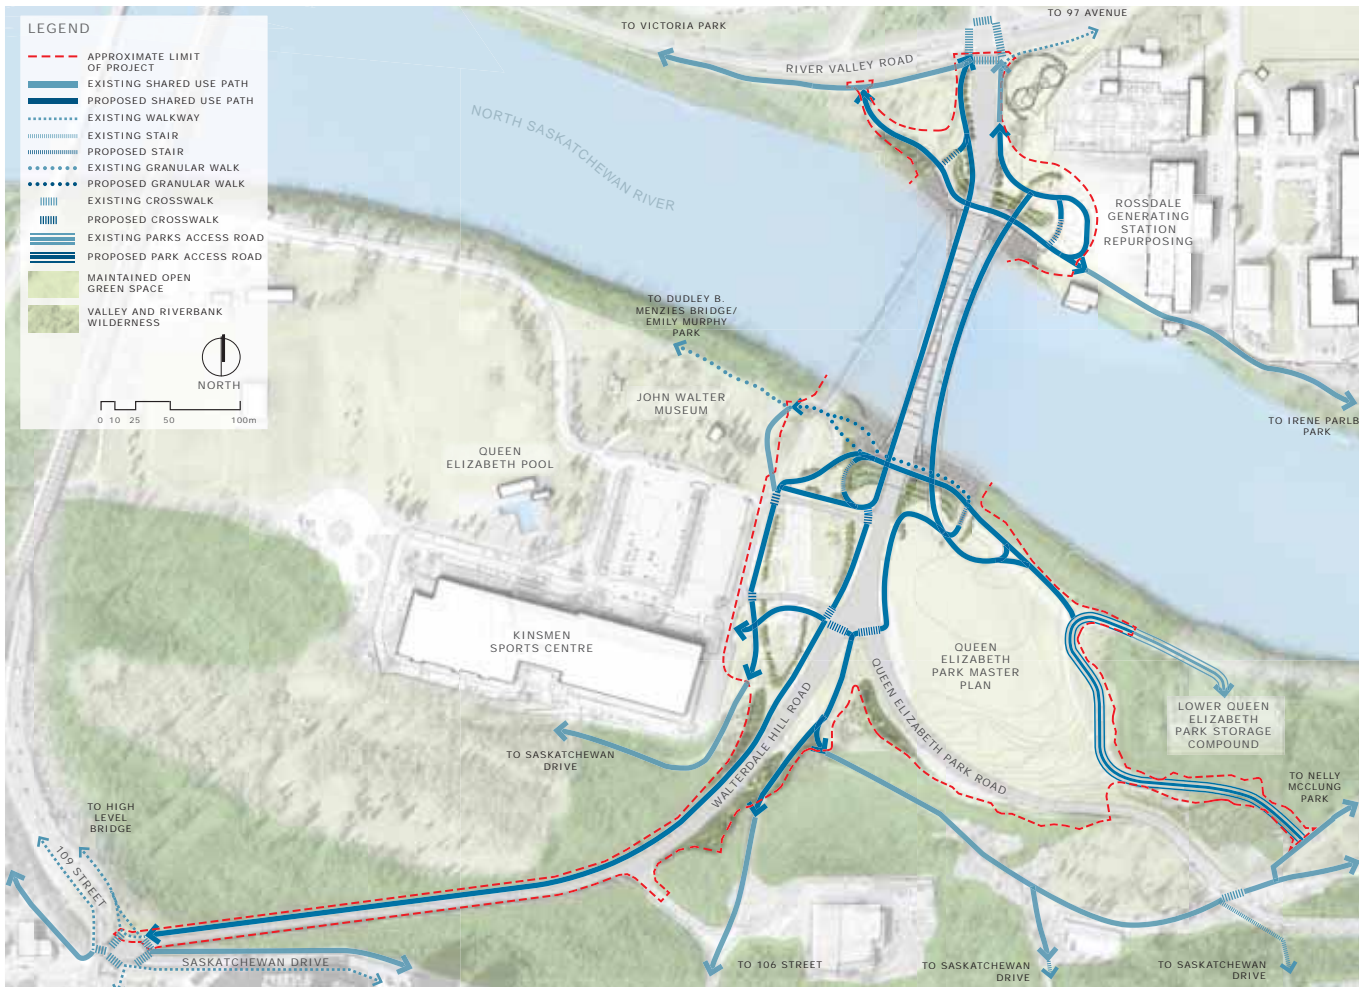 LEGEND
APPROXIMATE LIMIT
OF PROJECT
EXISTING SHARED USE PATH
PROPOSED SHARED USE PATH
EXISTING WALKWAY
EXISTING STAIR
PROPOSED STAIR
EXISTING GRANULAR WALK
PROPOSED GRANULAR WALK
EXISTING CROSSWALK
PROPOSED CROSSWALK
EXISTING PARKS ACCESS ROAD
PROPOSED PARK ACCESS ROAD
MAINTAINED OPEN
GREEN SPACE
VALLEY AND RIVERBANK
WILDERNESS
NORTH
0 10 25 50 100m
TO VICTORIA PARK
TO 97 AVENUE
RIVER VALLEY ROAD
NORTH SASKATCHEWAN RIVER
ROSSDALE
GENERATING
STATION
REPURPOSING
TO DUDLEY B.
MENZIES BRIDGE/
EMILY MURPHY
PARK
JOHN WALTER
MUSEUM
TO IRENE PARLB
PARK
QUEEN
ELIZABETH POOL
KINSMEN
SPORTS CENTRE
QUEEN
ELIZABETH
PARK MASTER
PLAN
QUEEN ELIZABETH PARK ROAD
WALTERDALE HILL ROAD
LOWER QUEEN
ELIZABETH
PARK STORAGE
COMPOUND
TO SASKATCHEWAN
DRIVE
TO NELLY
MCCLUNG
PARK
TO HIGH
LEVEL
BRIDGE
109 STREET
SASKATCHEWAN DRIVE
TO 106 STREET
TO SASKATCHEWAN
DRIVE
TO SASKATCHEWAN
DRIVE